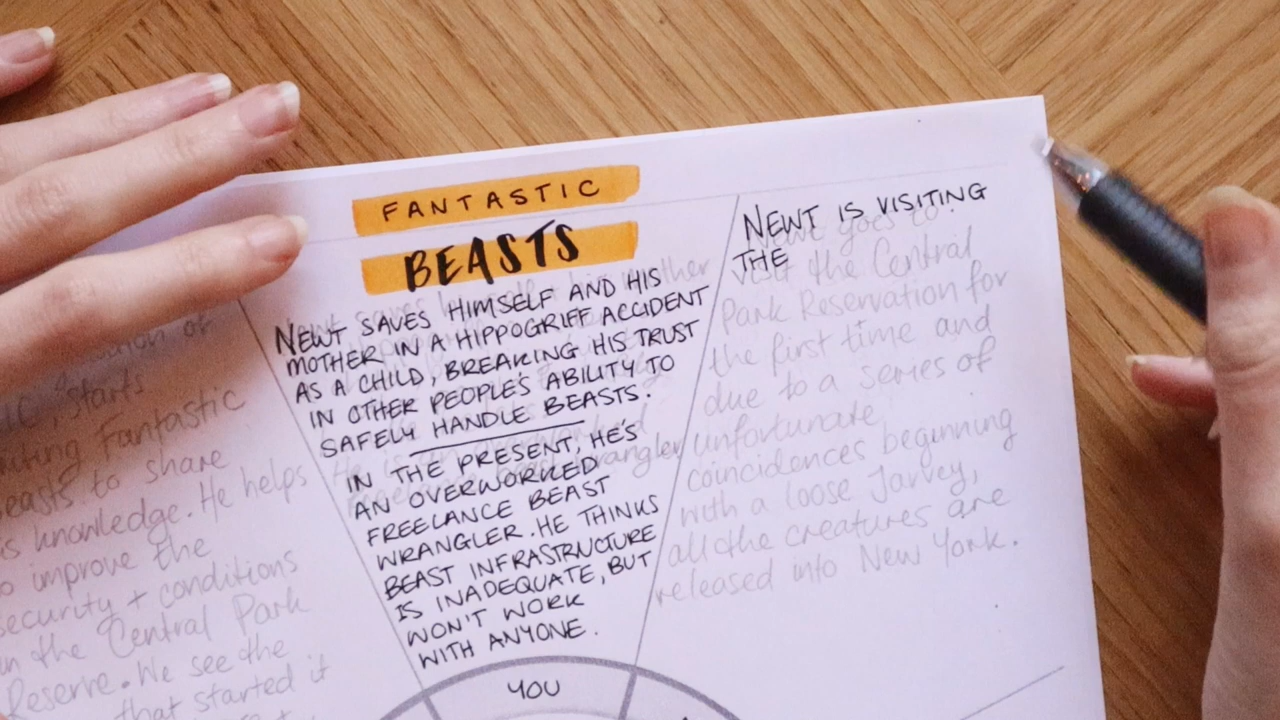 FANTASTIC
BEASTS
NEWT SAVES HIMSELF AND HIS
MOTHER IN A HIPPOGRIFF ACCIDENT
AS A CHILD, BREAKING HIS TRUST
IN OTHER PEOPLE'S ABILITY TO
SAFELY HANDLE BEASTS.
IN THE PRESENT, HE'S
AN OVERWORKED
FREELANCE BEAST
WRANGLER. HE THINKS
BEAST INFRASTRUCTURE
IS INADEQUATE, BUT
WON'T WORK
WITH ANYONE.
YOU
NEWT IS VISITING
THE
goes to
the Central
Park Reservation for
the first time and
due to a series of
unfortunate
coincidences beginning
with a loose Jarvey,
all the creatures are
released into New York.
starts
Fantastic
to share
knowledge. He helps
improve the
security + conditions
in the Central Park
Reserve. We see the
that started it